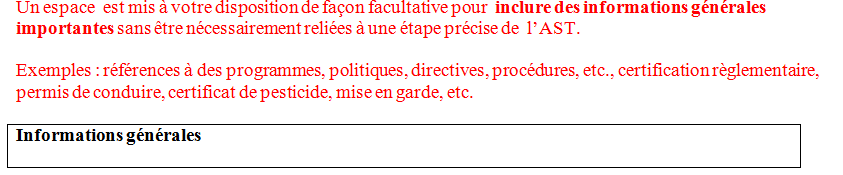 Un espace est mis à votre disposition de façon facultative pour inclure des informations générales
importantes sans être nécessairement reliées à une étape précise de l’AST.
Exemples : références à des programmes, politiques, directives, procédures, etc., certification règlementaire,
permis de conduire, certificat de pesticide, mise en garde, etc.
Informations générales